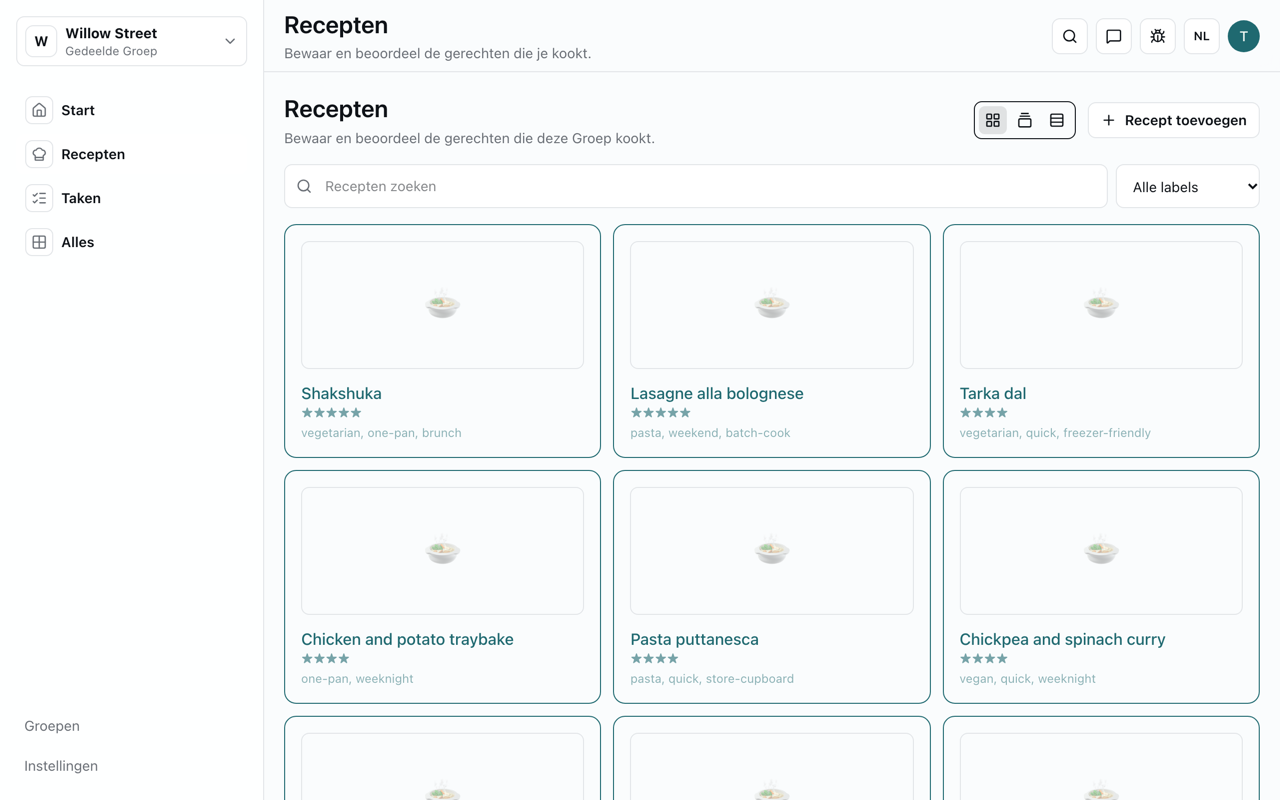 W
Willow Street
Gedeelde Groep
Start
Recepten
Taken
Alles
Groepen
Instellingen
Recepten
Bewaar en beoordeel de gerechten die je kookt.
NL
T
Recepten
Bewaar en beoordeel de gerechten die deze Groep kookt.
Recept toevoegen
Recepten zoeken
Alle labels
Shakshuka
★★★★★
vegetarian, one-pan, brunch
Lasagne alla bolognese
★★★★★
pasta, weekend, batch-cook
Tarka dal
★★★★
vegetarian, quick, freezer-friendly
Chicken and potato traybake
★★★★
one-pan, weeknight
Pasta puttanesca
★★★★
pasta, quick, store-cupboard
Chickpea and spinach curry
★★★★
vegan, quick, weeknight